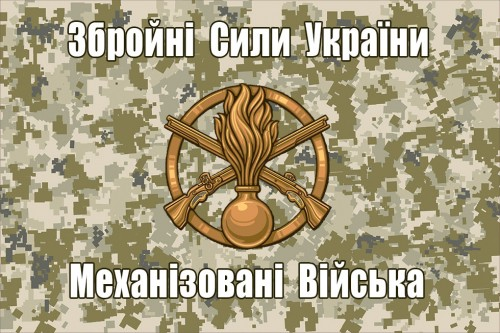 Збройні Сили України
Механізовані Війська